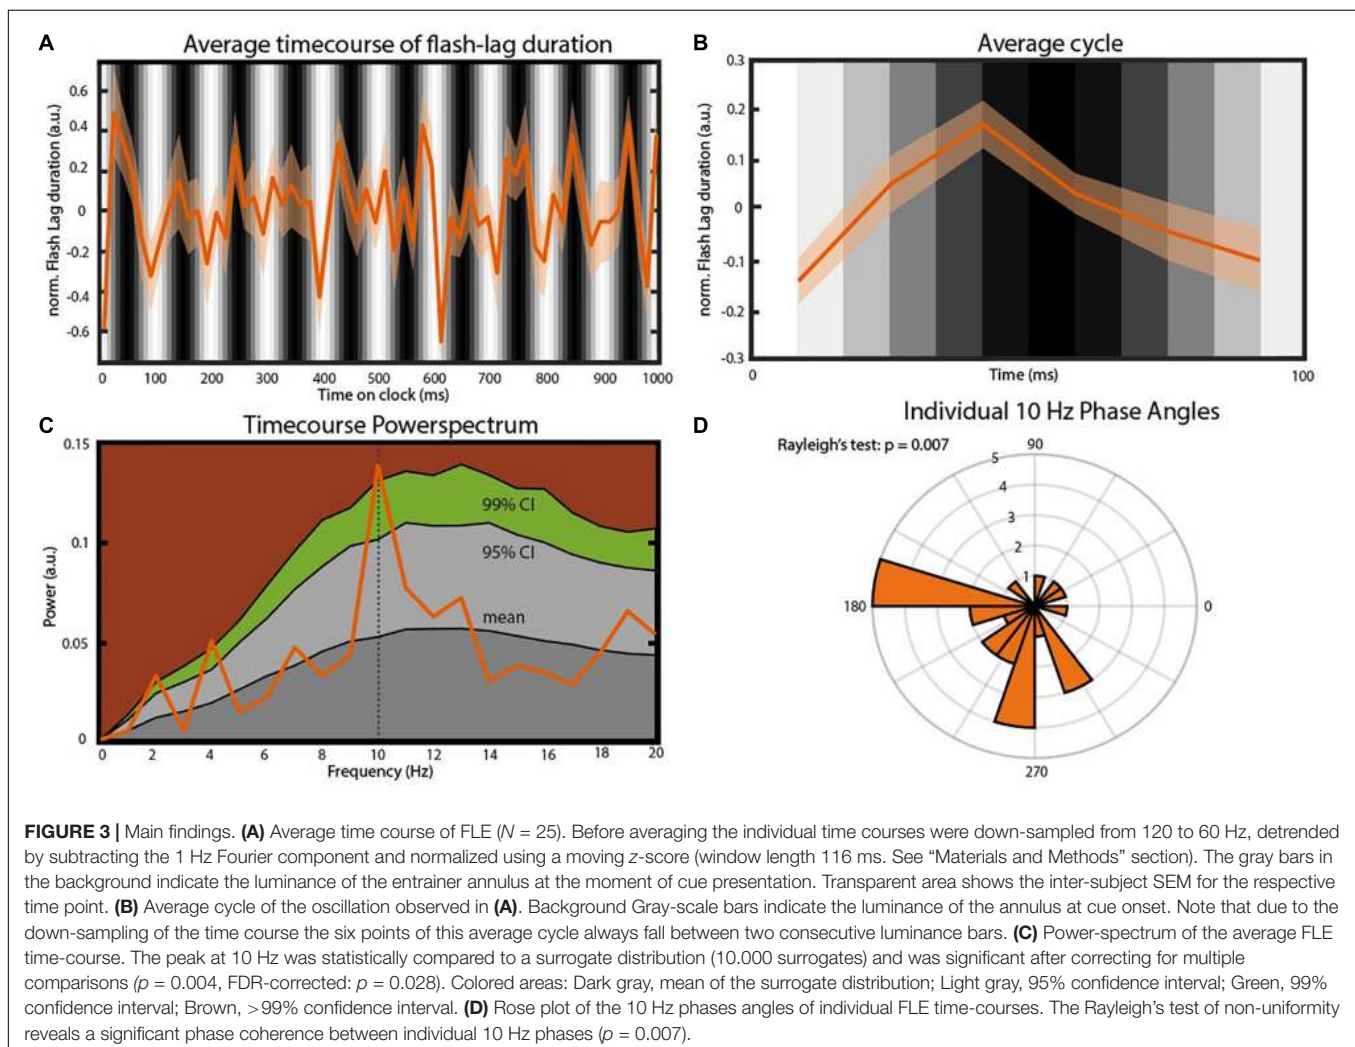 A
Average timecourse of flash-lag duration
norm. Flash Lag duration (a.u.)
0.6
0.4
0.2
0
-0.2
-0.4
-0.6
0 100 200 300 400 500 600 700 800 900 1000
Time on clock (ms)
B
Average cycle
norm. Flash Lag duration (a.u.)
0.3
0.2
0.1
0
-0.1
-0.2
-0.3
0 100
Time (ms)
C
Timecourse Powerspectrum
Power (a.u.)
0.15
0.1
0.05
0
99% CI
95% CI
mean
0 2 4 6 8 10 12 14 16 18 20
Frequency (Hz)
D
Individual 10 Hz Phase Angles
Rayleigh's test: p = 0.007
90
5
4
3
2
1
180
0
270
FIGURE 3 | Main findings. (A) Average time course of FLE (N = 25). Before averaging the individual time courses were down-sampled from 120 to 60 Hz, detrended
by subtracting the 1 Hz Fourier component and normalized using a moving z-score (window length 116 ms. See “Materials and Methods” section). The gray bars in
the background indicate the luminance of the entrainer annulus at the moment of cue presentation. Transparent area shows the inter-subject SEM for the respective
time point. (B) Average cycle of the oscillation observed in (A). Background Gray-scale bars indicate the luminance of the annulus at cue onset. Note that due to the
down-sampling of the time course the six points of this average cycle always fall between two consecutive luminance bars. (C) Power-spectrum of the average FLE
time-course. The peak at 10 Hz was statistically compared to a surrogate distribution (10.000 surrogates) and was significant after correcting for multiple
comparisons (p = 0.004, FDR-corrected: p = 0.028). Colored areas: Dark gray, mean of the surrogate distribution; Light gray, 95% confidence interval; Green, 99%
confidence interval; Brown, >99% confidence interval. (D) Rose plot of the 10 Hz phases angles of individual FLE time-courses. The Rayleigh's test of non-uniformity
reveals a significant phase coherence between individual 10 Hz phases (p = 0.007).